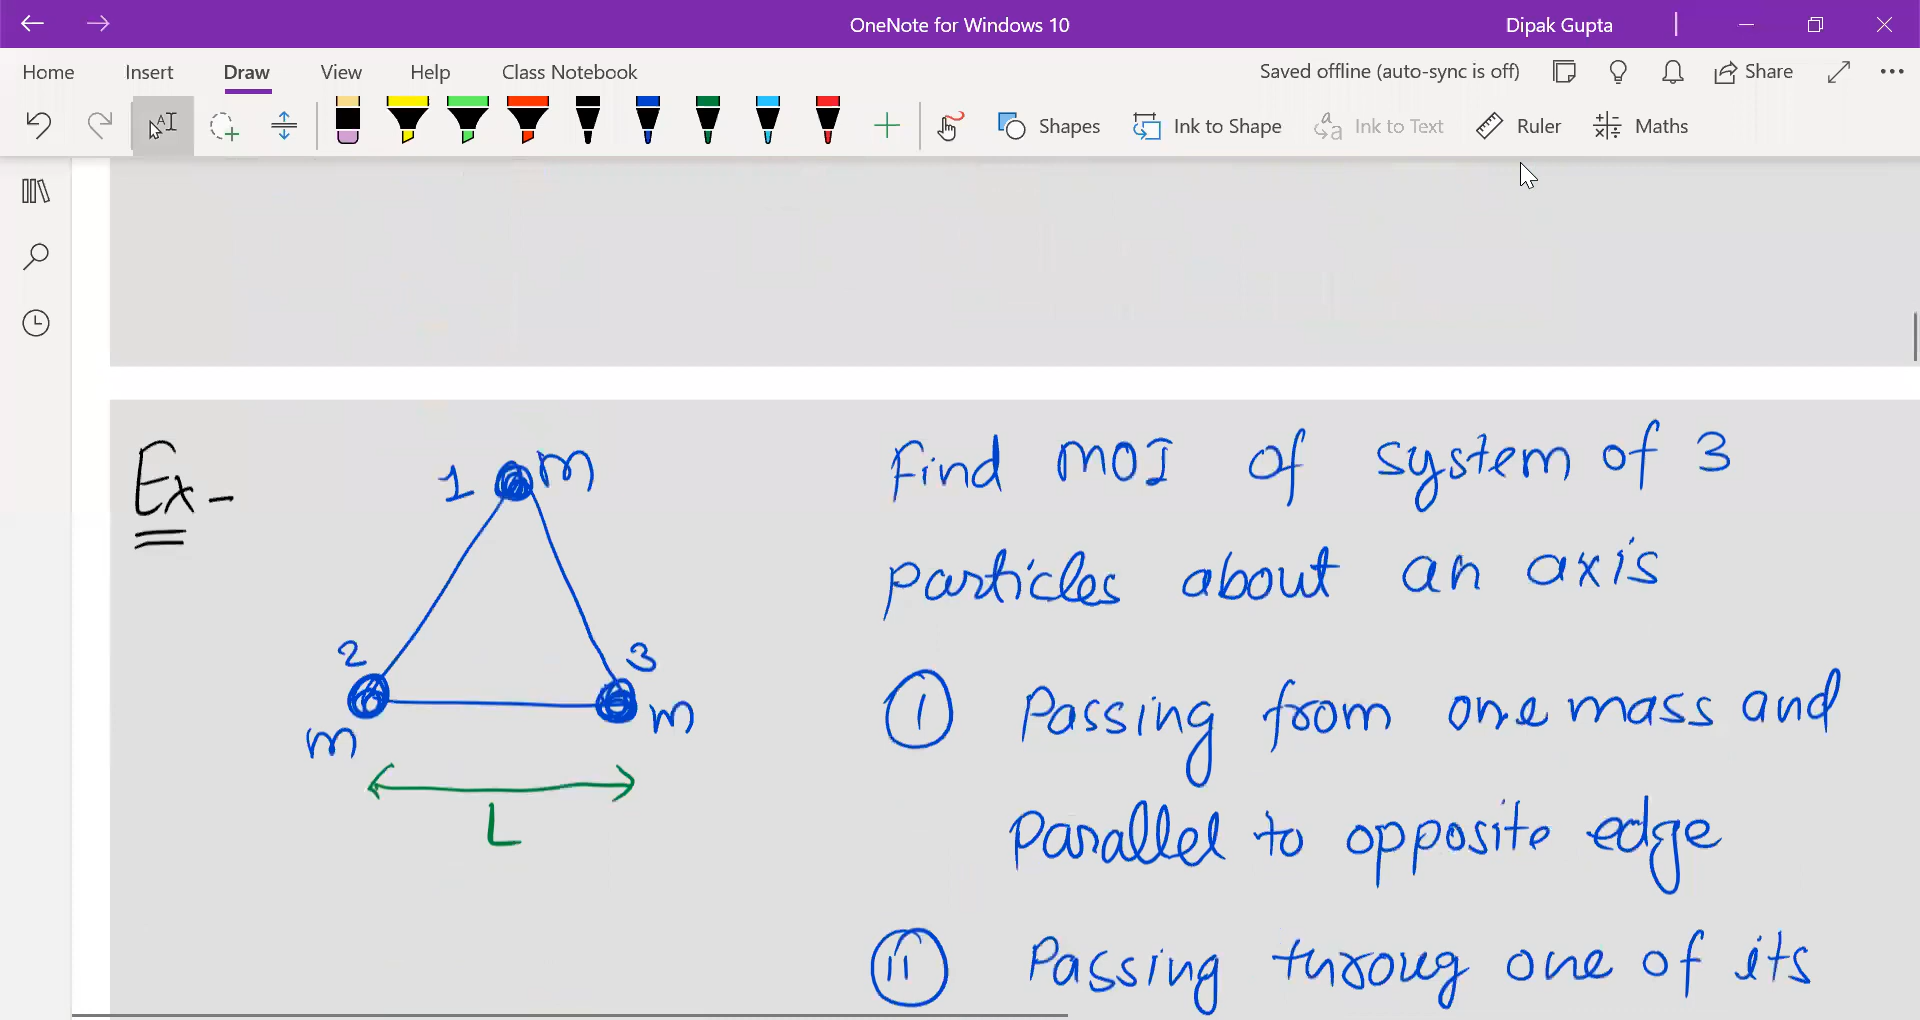 OneNote for Windows 10
Dipak Gupta
Home Insert Draw View Help Class Notebook
Saved offline (auto-sync is off) Share
Shapes Ink to Shape Ink to Text Ruler Maths
Ex-
1 m
2
3
m
m
L
Find MOI of system of 3
particles about an axis
I Passing from one mass and
Parallel to opposite edge
II Passing throug one of its